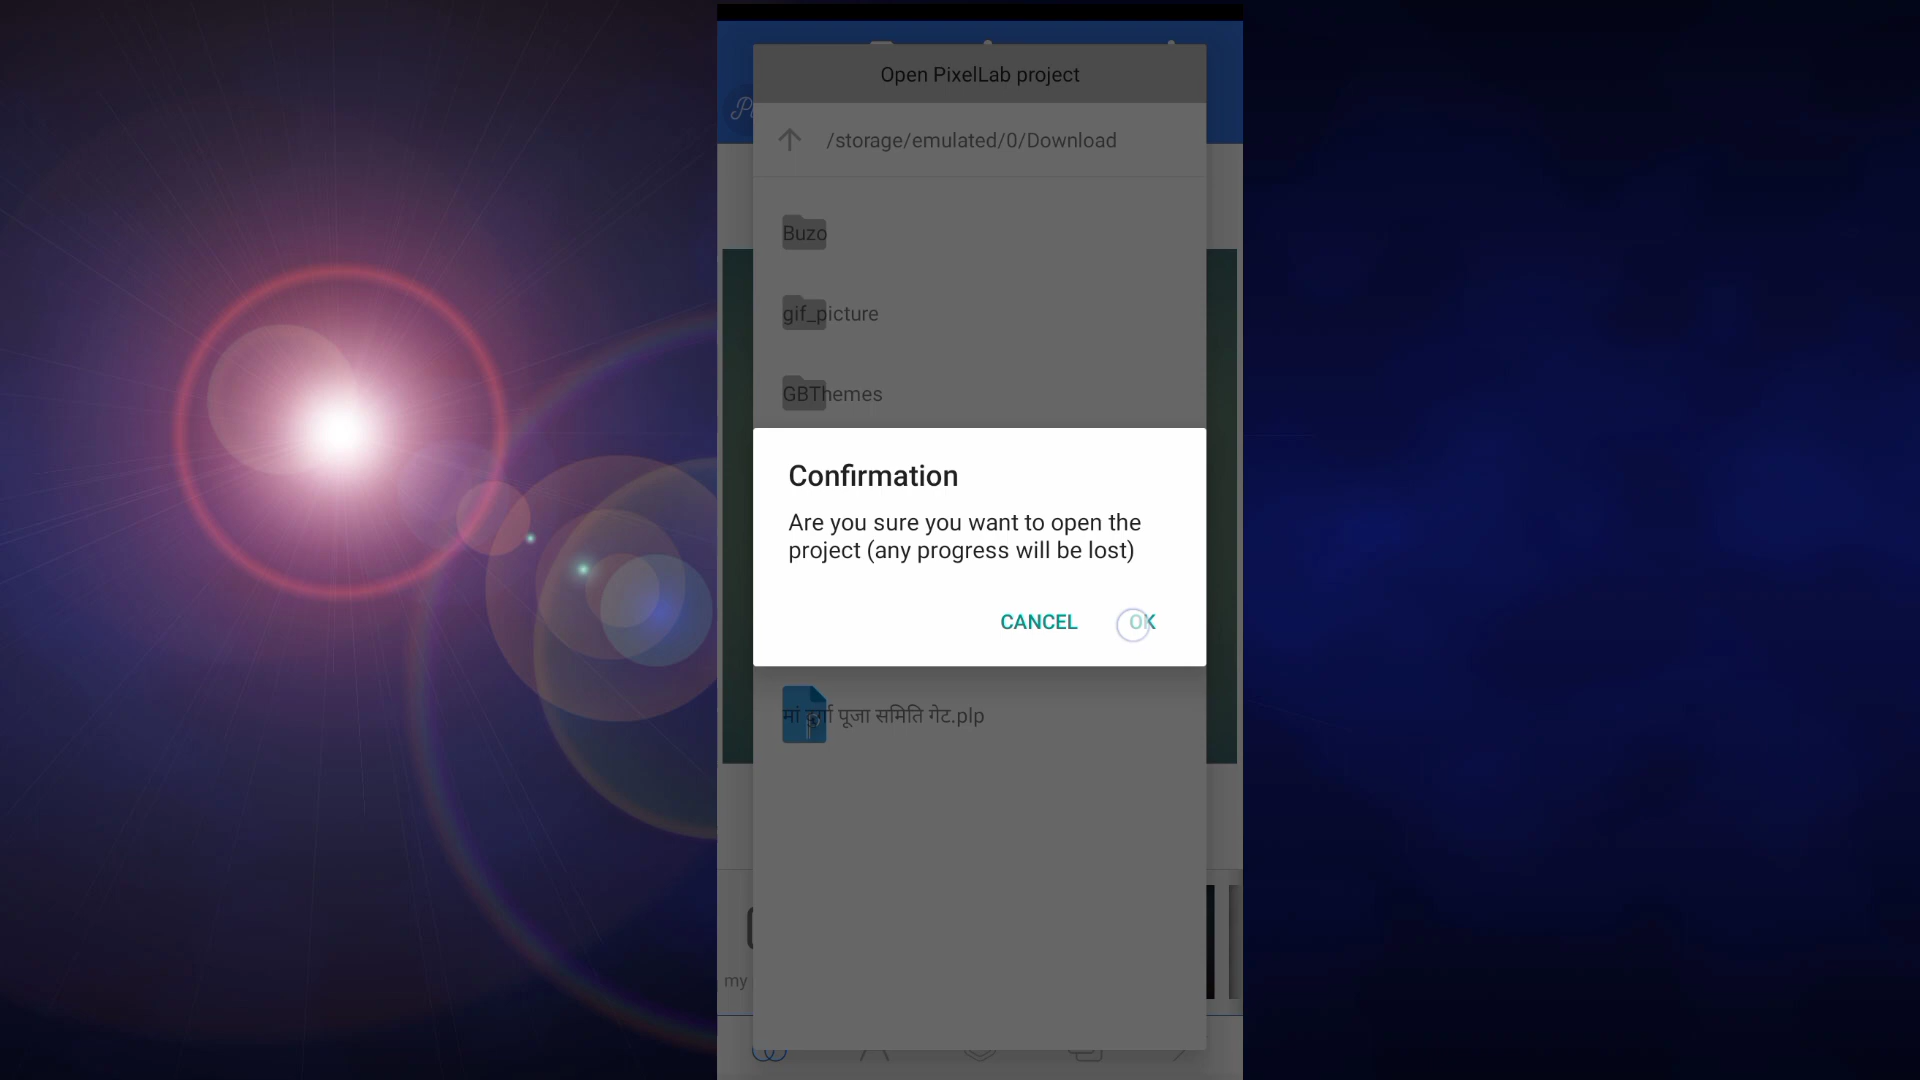 Open PixelLab project
/storage/emulated/0/Download
Buzo
gif_picture
GBThemes
Confirmation
Are you sure you want to open the
project (any progress will be lost)
CANCEL OK
मां दुर्गा पूजा समिति गेट.plp
my